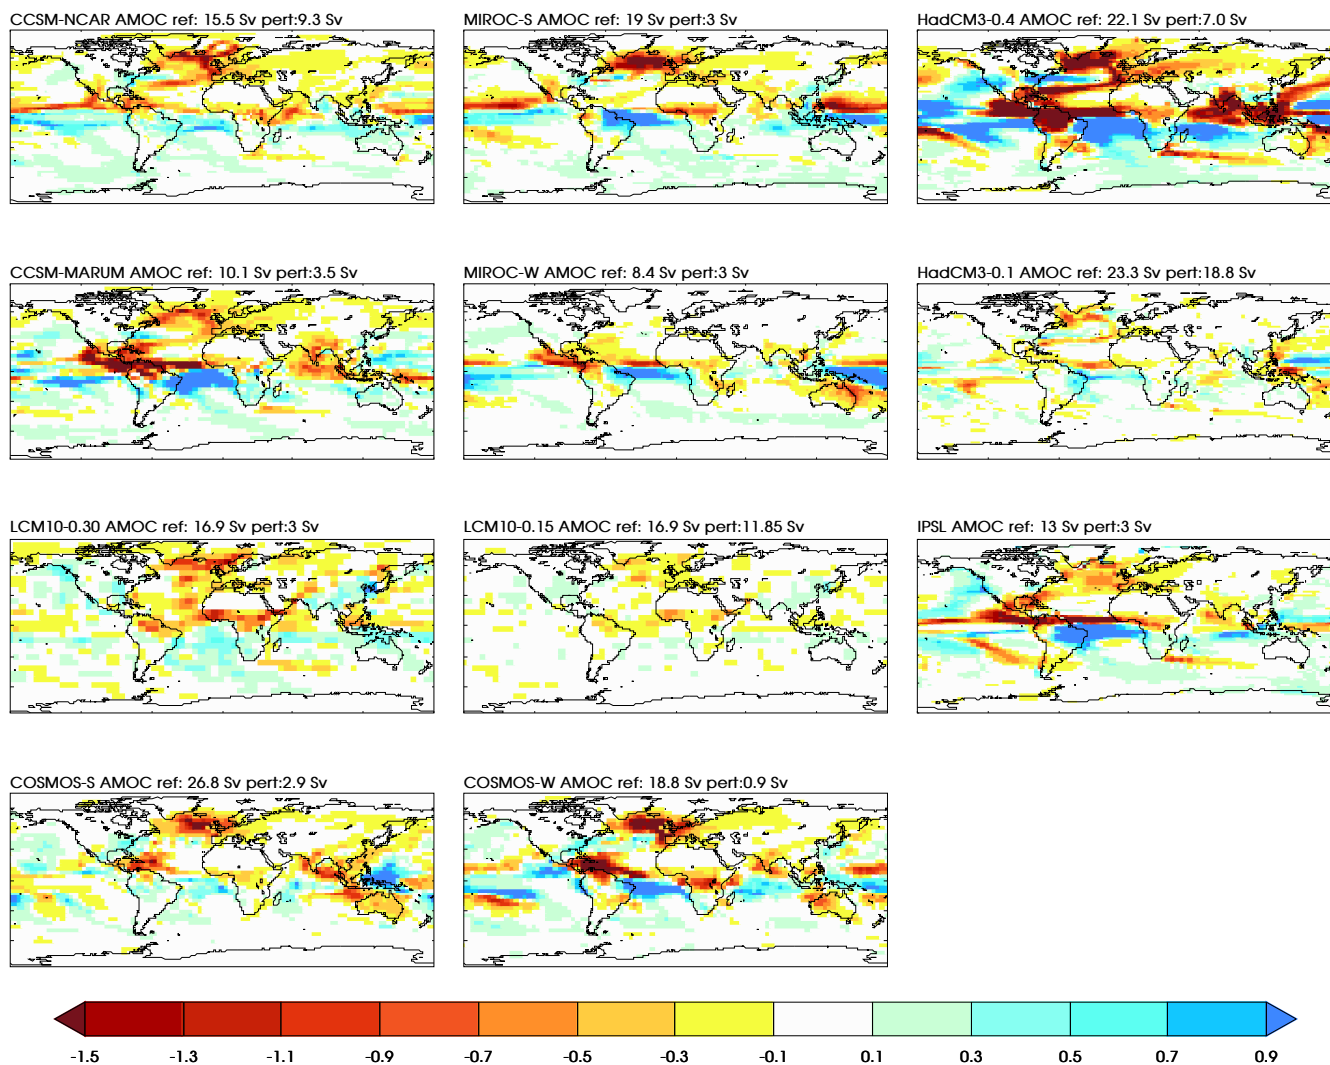 CCSM-NCAR AMOC ref: 15.5 Sv pert:9.3 Sv
MIROC-S AMOC ref: 19 Sv pert:3 Sv
HadCM3-0.4 AMOC ref: 22.1 Sv pert:7.0 Sv
CCSM-MARUM AMOC ref: 10.1 Sv pert:3.5 Sv
MIROC-W AMOC ref: 8.4 Sv pert:3 Sv
HadCM3-0.1 AMOC ref: 23.3 Sv pert:18.8 Sv
LCM10-0.30 AMOC ref: 16.9 Sv pert:3 Sv
LCM10-0.15 AMOC ref: 16.9 Sv pert:11.85 Sv
IPSL AMOC ref: 13 Sv pert:3 Sv
COSMOS-S AMOC ref: 26.8 Sv pert:2.9 Sv
COSMOS-W AMOC ref: 18.8 Sv pert:0.9 Sv
-1.5 -1.3 -1.1 -0.9 -0.7 -0.5 -0.3 -0.1 0.1 0.3 0.5 0.7 0.9